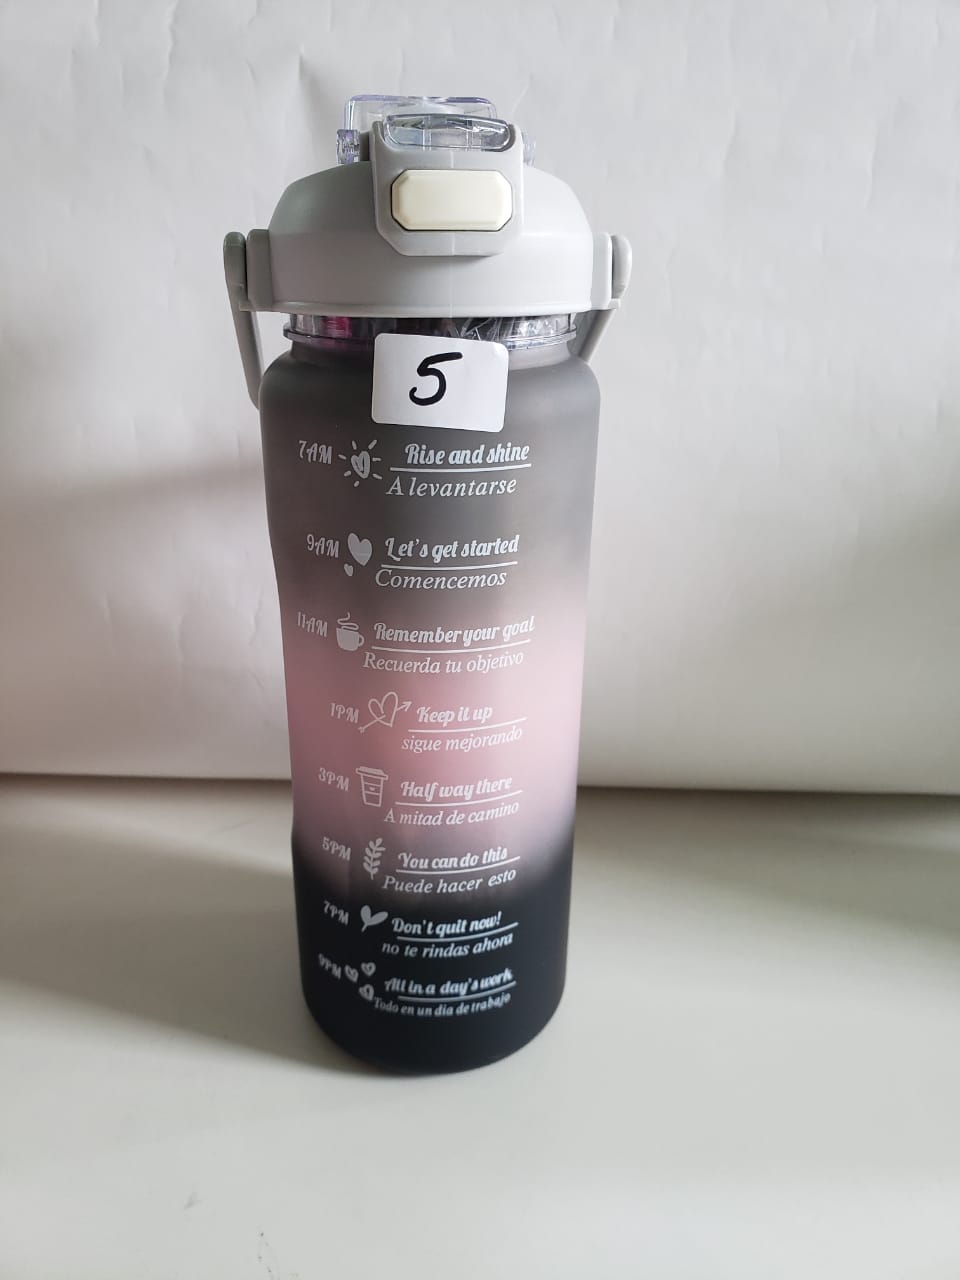 5
7AM Rise and shine
A levantarse
9AM Let's get started
Comencemos
11AM Remember your goal
Recuerda tu objetivo
1PM Keep it up
sigue mejorando
3PM Half way there
A mitad de camino
5PM You can do this
Puede hacer esto
7PM Don't quit now!
no te rindas ahora
9PM All in a day's work
Todo en un dia de trabajo